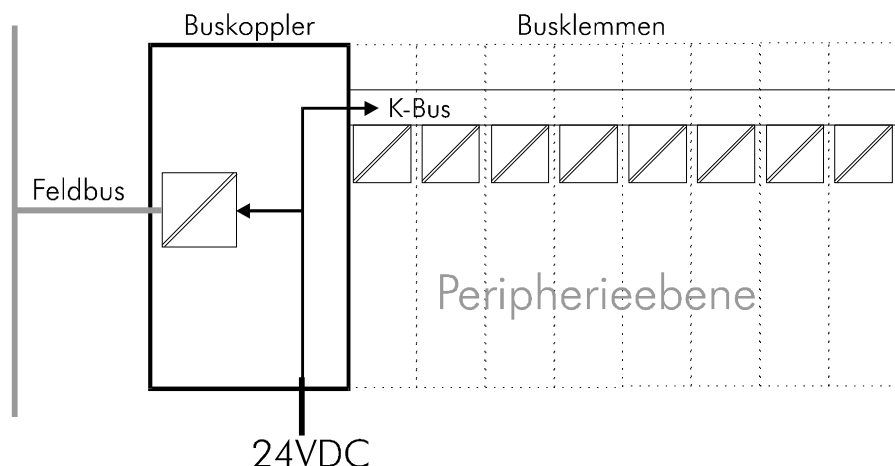 Buskoppler
Busklemmen
K-Bus
Feldbus
Peripherieebene
24VDC